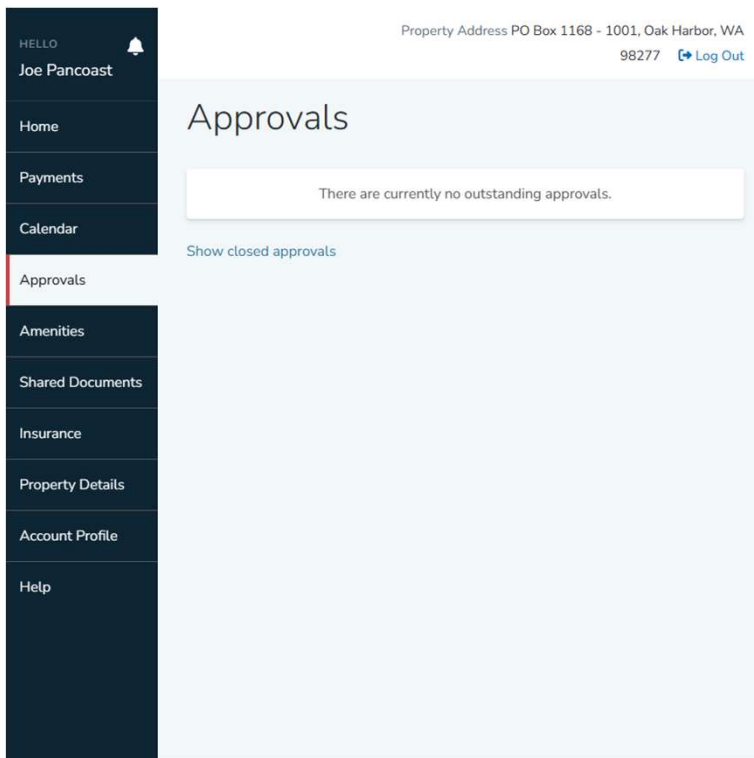 HELLO
Joe Pancoast
Home
Payments
Calendar
Approvals
Amenities
Shared Documents
Insurance
Property Details
Account Profile
Help
Property Address PO Box 1168 - 1001, Oak Harbor, WA
98277 Log Out
Approvals
There are currently no outstanding approvals.
Show closed approvals